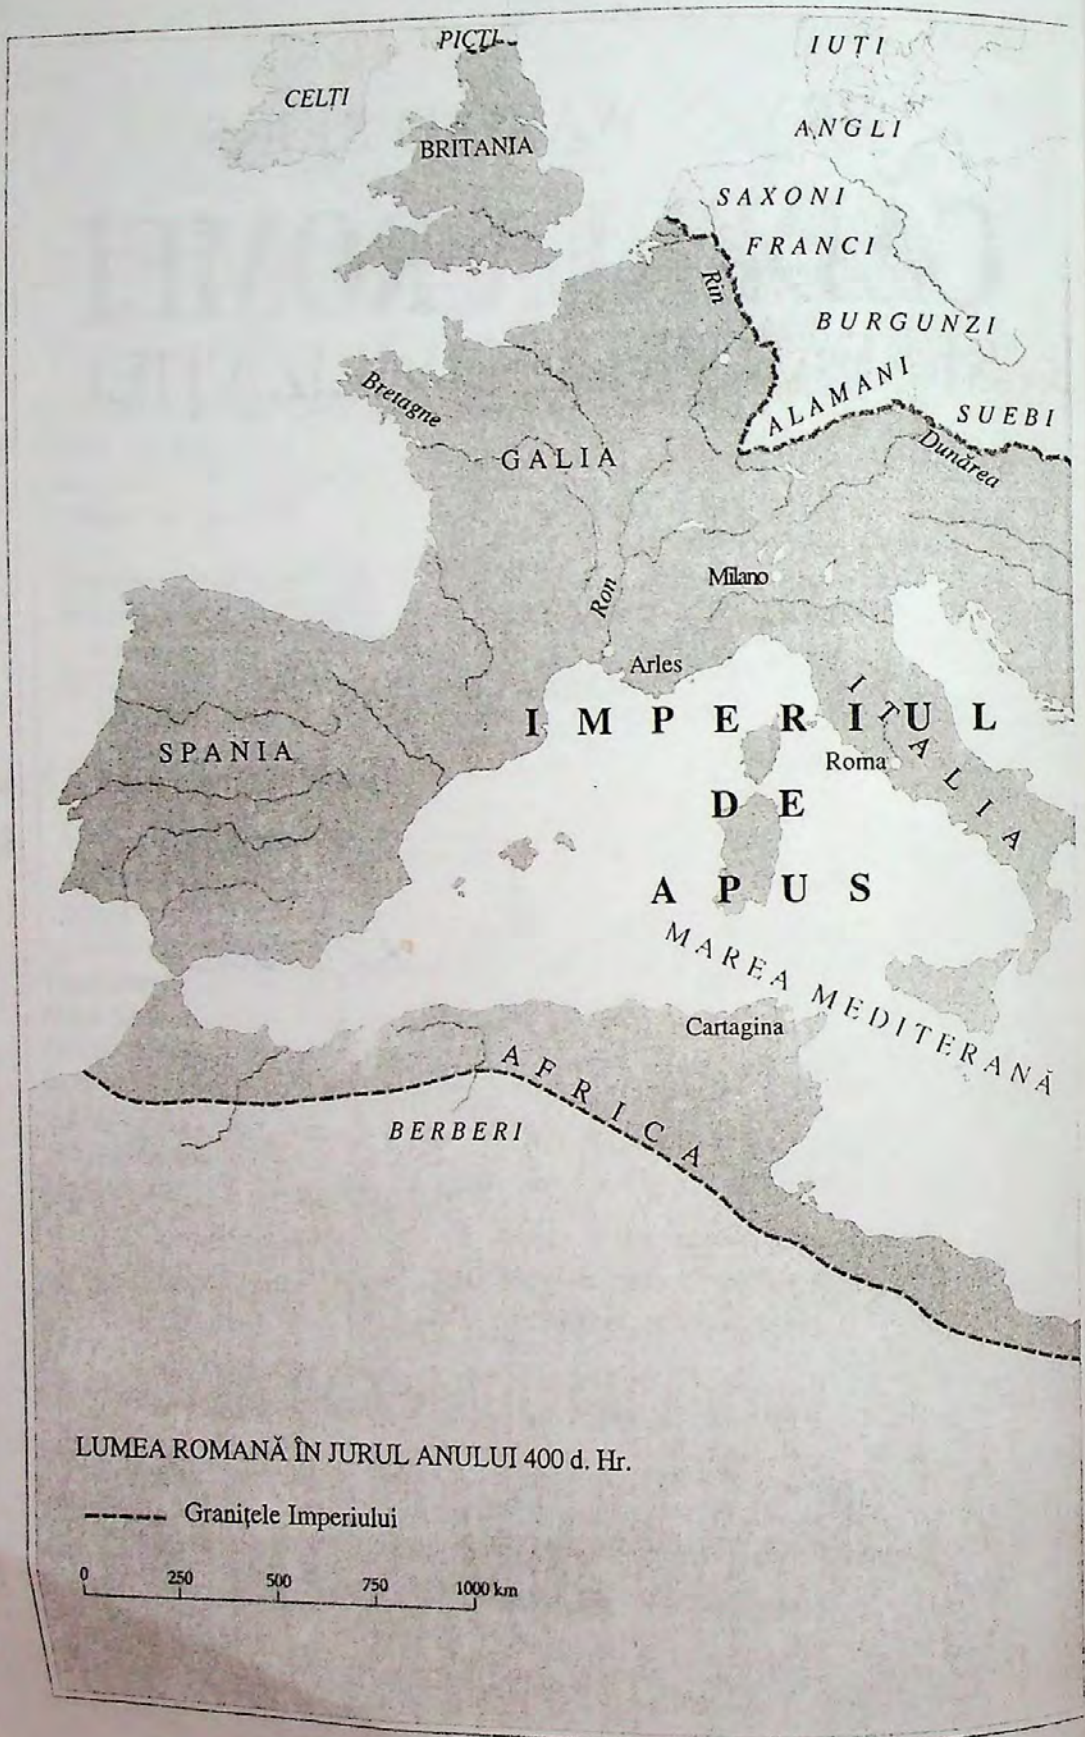 PICȚI
IUȚI
CELȚI
ANGLI
BRITANIA
SAXONI
FRANCI
Rin
BURGUNZI
ALAMANI
Bretagne
SUEBI
GALIA
Dunărea
Milano
Ron
Arles
ITALIA
IMPERIUL
SPANIA
Roma
DE
APUS
MAREA MEDITERANĂ
Cartagina
AFRICA
BERBERI
LUMEA ROMANĂ ÎN JURUL ANULUI 400 d. Hr.
Granițele Imperiului
0 250 500 750 1000 km